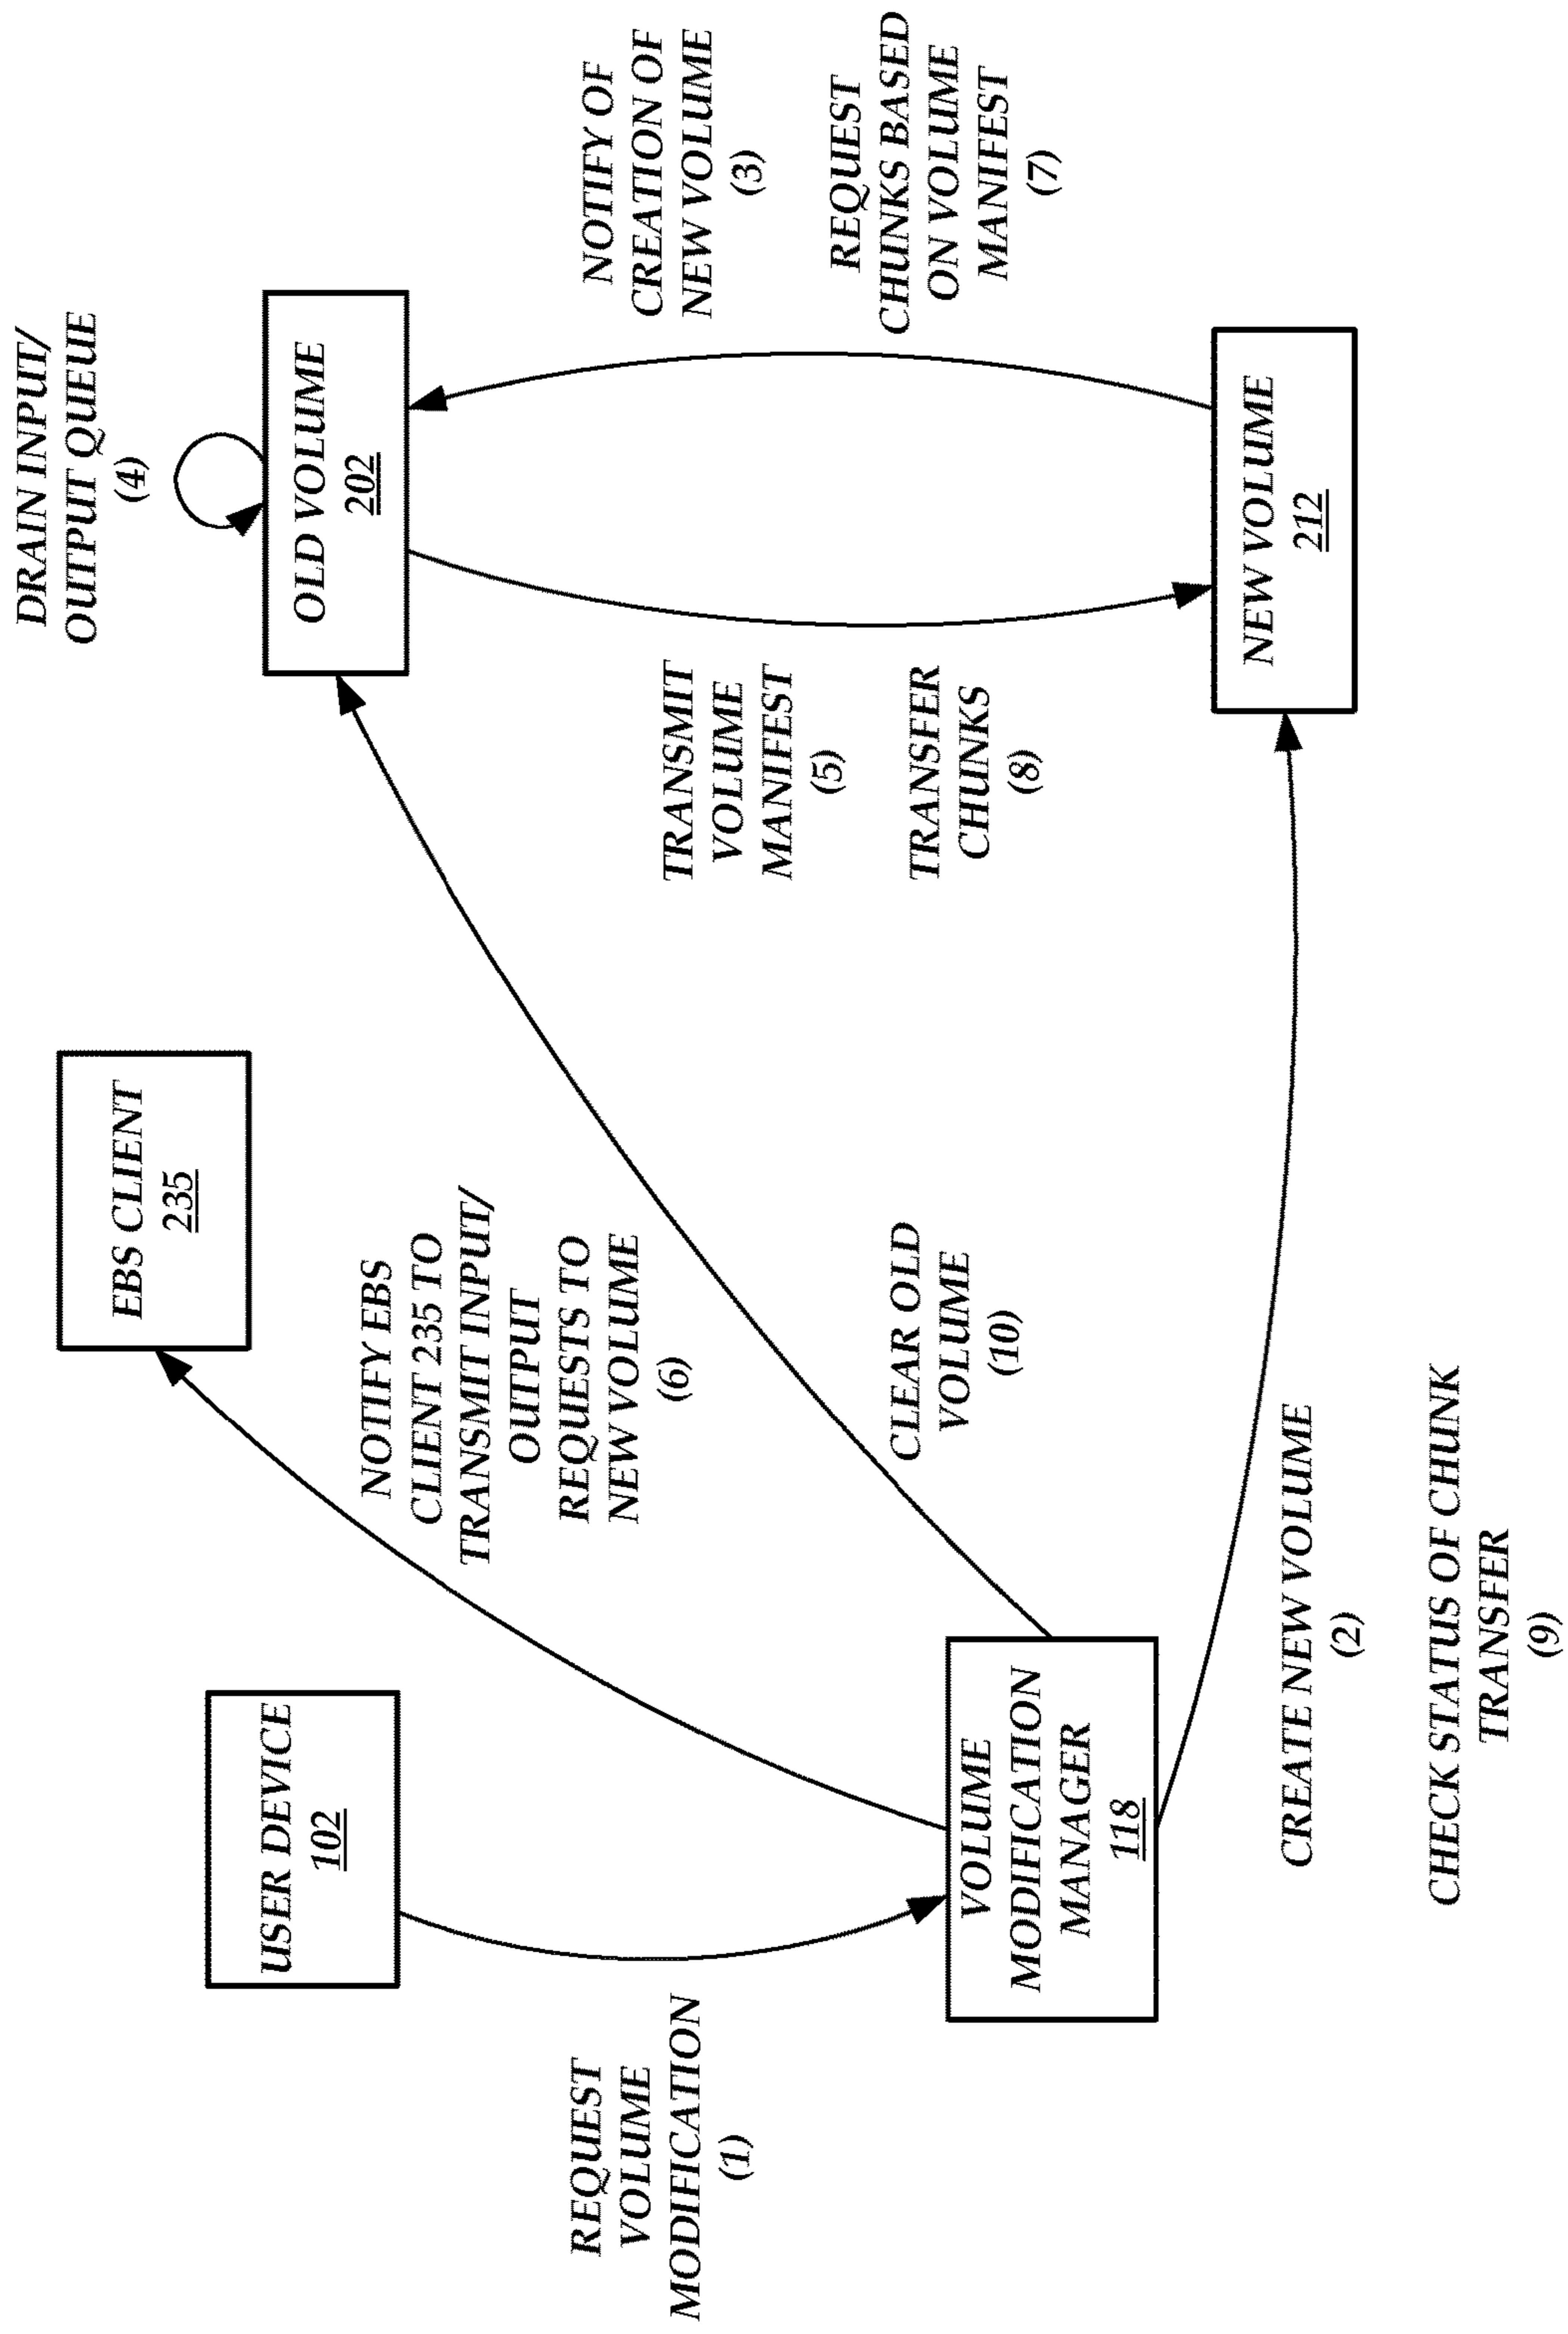 USER DEVICE
102
REQUEST
VOLUME
MODIFICATION
(1)
VOLUME
MODIFICATION
MANAGER
118
EBS CLIENT
235
NOTIFY EBS
CLIENT 235 TO
TRANSMIT INPUT/
OUTPUT
REQUESTS TO
NEW VOLUME
(6)
CLEAR OLD
VOLUME
(10)
CREATE NEW VOLUME
(2)
CHECK STATUS OF CHUNK
TRANSFER
(9)
DRAIN INPUT/
OUTPUT QUEUE
(4)
OLD VOLUME
202
TRANSMIT
VOLUME
MANIFEST
(5)
TRANSFER
CHUNKS
(8)
NOTIFY OF
CREATION OF
NEW VOLUME
(3)
REQUEST
CHUNKS BASED
ON VOLUME
MANIFEST
(7)
NEW VOLUME
212